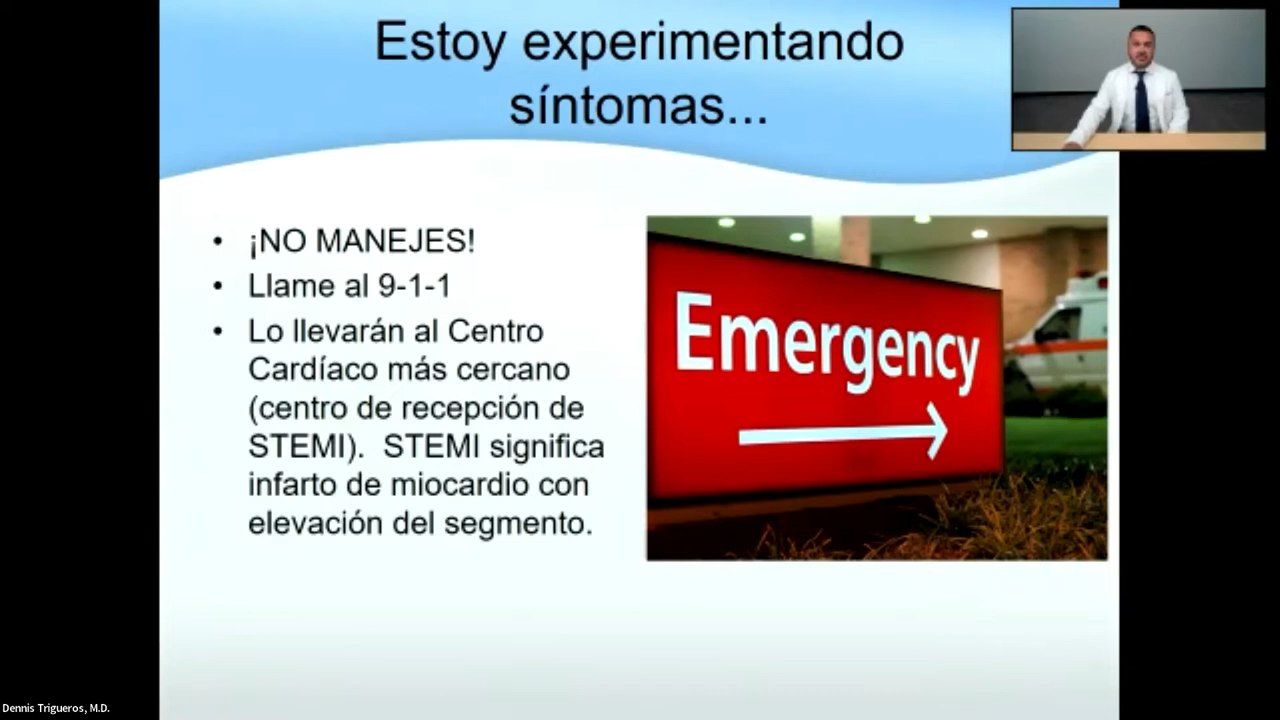 Estoy experimentando
síntomas...
• ¡NO MANEJES!
• Llame al 9-1-1
• Lo llevarán al Centro
Cardíaco más cercano
(centro de recepción de
STEMI).  STEMI significa
infarto de miocardio con
elevación del segmento.
Emergency
Dennis Trigueros, M.D.